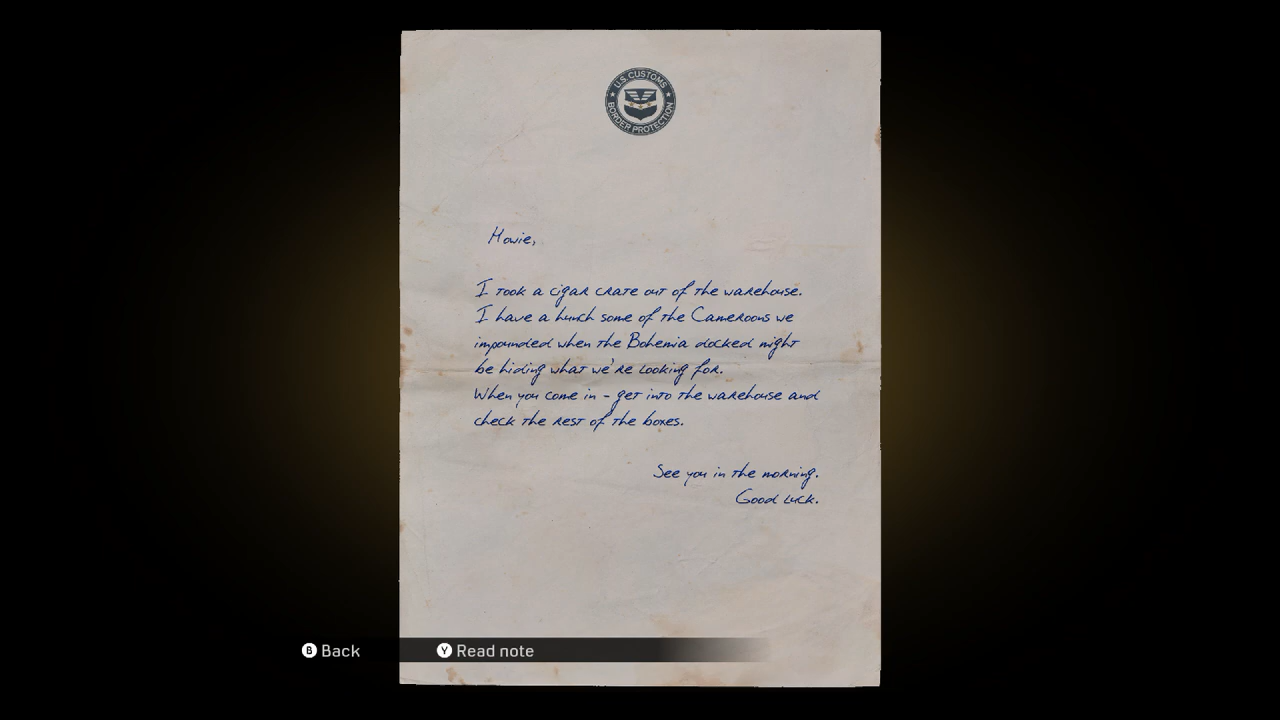 U.S. CUSTOMS
BORDER PROTECTION
Howie,
I took a cigar crate out of the warehouse.
I have a hunch some of the Cameroons we
impounded when the Bohemia docked might
be hiding what we're looking for.
When you come in - get into the warehouse and
check the rest of the boxes.
See you in the morning.
Good luck.
B Back Y Read note